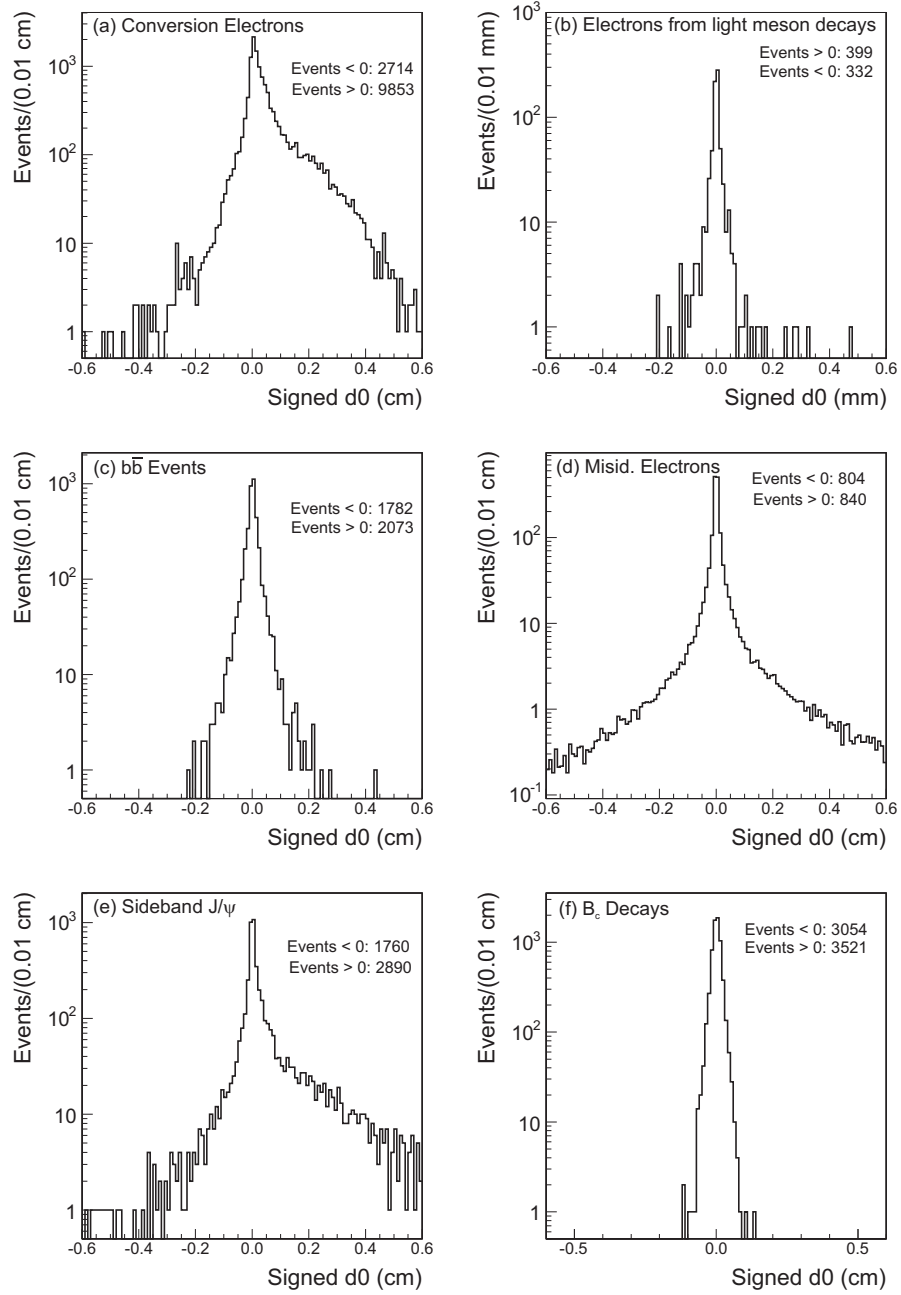 (a) Conversion Electrons
Events < 0: 2714
Events > 0: 9853
Events/(0.01 cm)
10³
10²
10
1
-0.6 -0.4 -0.2 0.0 0.2 0.4 0.6
Signed d0 (cm)
(b) Electrons from light meson decays
Events > 0: 399
Events < 0: 332
Events/(0.01 mm)
10³
10²
10
1
-0.6 -0.4 -0.2 0.0 0.2 0.4 0.6
Signed d0 (mm)
(c) bb̅ Events
Events < 0: 1782
Events > 0: 2073
Events/(0.01 cm)
10³
10²
10
1
-0.6 -0.4 -0.2 0.0 0.2 0.4 0.6
Signed d0 (cm)
(d) Misid. Electrons
Events < 0: 804
Events > 0: 840
Events/(0.01 cm)
10²
10
1
10⁻¹
-0.6 -0.4 -0.2 0.0 0.2 0.4 0.6
Signed d0 (cm)
(e) Sideband J/ψ
Events < 0: 1760
Events > 0: 2890
Events/(0.01 cm)
10³
10²
10
1
-0.6 -0.4 -0.2 0.0 0.2 0.4 0.6
Signed d0 (cm)
(f) B_c Decays
Events < 0: 3054
Events > 0: 3521
Events/(0.01 cm)
10³
10²
10
1
-0.5 0.0 0.5
Signed d0 (cm)